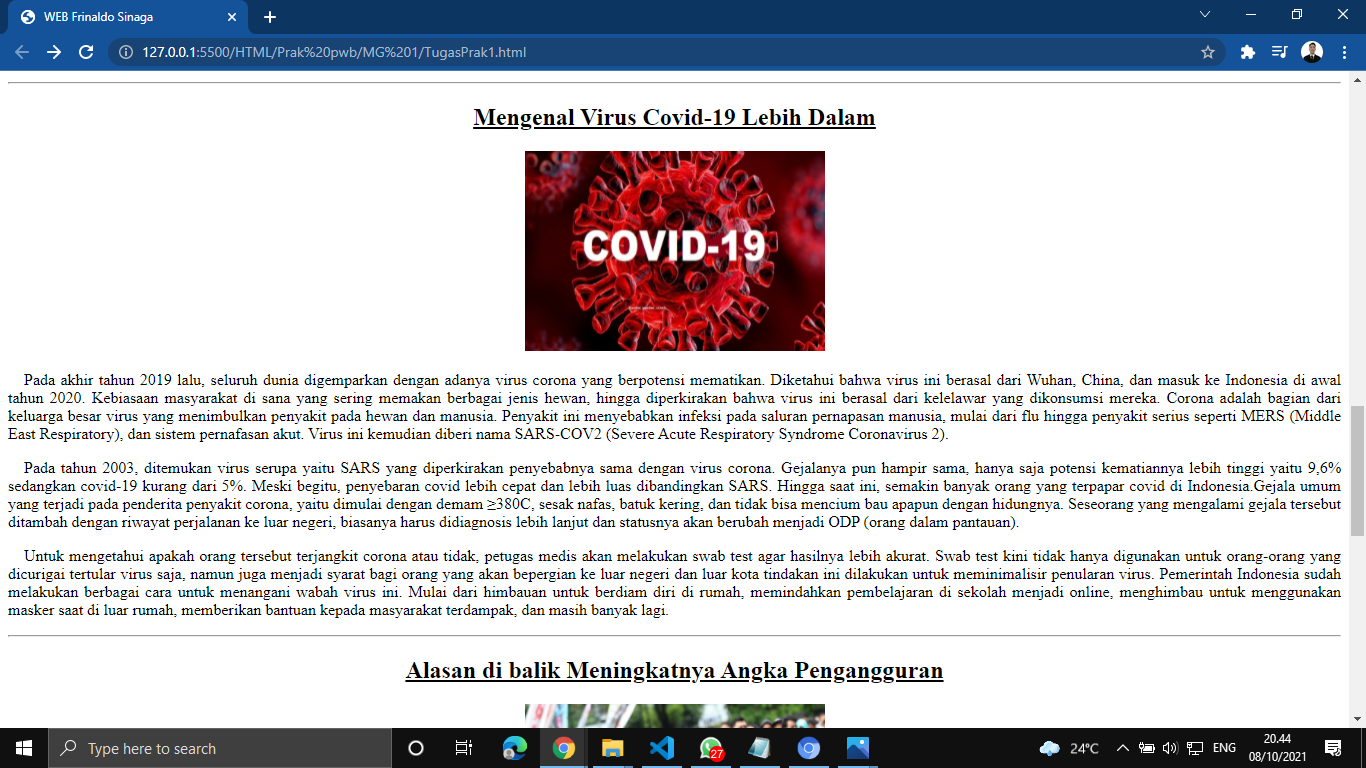 WEB Frinaldo Sinaga
127.0.0.1:5500/HTML/Prak%20pwb/MG%201/TugasPrak1.html
Mengenal Virus Covid-19 Lebih Dalam
COVID-19
Pada akhir tahun 2019 lalu, seluruh dunia digemparkan dengan adanya virus corona yang berpotensi mematikan. Diketahui bahwa virus ini berasal dari Wuhan, China, dan masuk ke Indonesia di awal
tahun 2020. Kebiasaan masyarakat di sana yang sering memakan berbagai jenis hewan, hingga diperkirakan bahwa virus ini berasal dari kelelawar yang dikonsumsi mereka. Corona adalah bagian dari
keluarga besar virus yang menimbulkan penyakit pada hewan dan manusia. Penyakit ini menyebabkan infeksi pada saluran pernapasan manusia, mulai dari flu hingga penyakit serius seperti MERS (Middle
East Respiratory), dan sistem pernafasan akut. Virus ini kemudian diberi nama SARS-COV2 (Severe Acute Respiratory Syndrome Coronavirus 2).
Pada tahun 2003, ditemukan virus serupa yaitu SARS yang diperkirakan penyebabnya sama dengan virus corona. Gejalanya pun hampir sama, hanya saja potensi kematiannya lebih tinggi yaitu 9,6%
sedangkan covid-19 kurang dari 5%. Meski begitu, penyebaran covid lebih cepat dan lebih luas dibandingkan SARS. Hingga saat ini, semakin banyak orang yang terpapar covid di Indonesia.Gejala umum
yang terjadi pada penderita penyakit corona, yaitu dimulai dengan demam ≥380C, sesak nafas, batuk kering, dan tidak bisa mencium bau apapun dengan hidungnya. Seseorang yang mengalami gejala tersebut
ditambah dengan riwayat perjalanan ke luar negeri, biasanya harus didiagnosis lebih lanjut dan statusnya akan berubah menjadi ODP (orang dalam pantauan).
Untuk mengetahui apakah orang tersebut terjangkit corona atau tidak, petugas medis akan melakukan swab test agar hasilnya lebih akurat. Swab test kini tidak hanya digunakan untuk orang-orang yang
dicurigai tertular virus saja, namun juga menjadi syarat bagi orang yang akan bepergian ke luar negeri dan luar kota tindakan ini dilakukan untuk meminimalisir penularan virus. Pemerintah Indonesia sudah
melakukan berbagai cara untuk menangani wabah virus ini. Mulai dari himbauan untuk berdiam diri di rumah, memindahkan pembelajaran di sekolah menjadi online, menghimbau untuk menggunakan
masker saat di luar rumah, memberikan bantuan kepada masyarakat terdampak, dan masih banyak lagi.
Alasan di balik Meningkatnya Angka Pengangguran
Type here to search
27
24°C
ENG
20.44
08/10/2021